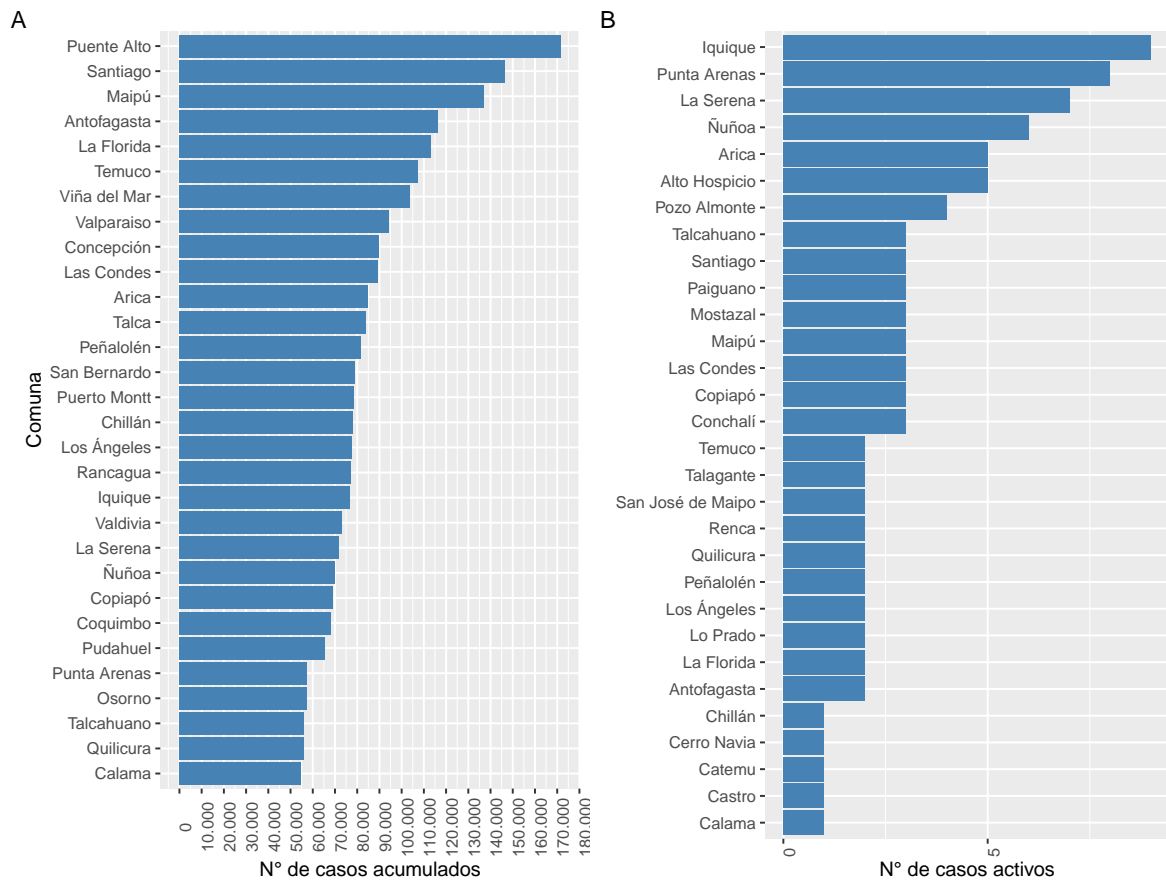 A
Puente Alto
Santiago
Maipú
Antofagasta
La Florida
Temuco
Viña del Mar
Valparaiso
Concepción
Las Condes
Arica
Talca
Peñalolén
San Bernardo
Puerto Montt
Chillán
Los Ángeles
Rancagua
Iquique
Valdivia
La Serena
Ñuñoa
Copiapó
Coquimbo
Pudahuel
Punta Arenas
Osorno
Talcahuano
Quilicura
Calama
Comuna
0
10.000
20.000
30.000
40.000
50.000
60.000
70.000
80.000
90.000
100.000
110.000
120.000
130.000
140.000
150.000
160.000
170.000
180.000
N° de casos acumulados
B
Iquique
Punta Arenas
La Serena
Ñuñoa
Arica
Alto Hospicio
Pozo Almonte
Talcahuano
Santiago
Paiguano
Mostazal
Maipú
Las Condes
Copiapó
Conchalí
Temuco
Talagante
San José de Maipo
Renca
Quilicura
Peñalolén
Los Ángeles
Lo Prado
La Florida
Antofagasta
Chillán
Cerro Navia
Catemu
Castro
Calama
0
5
N° de casos activos